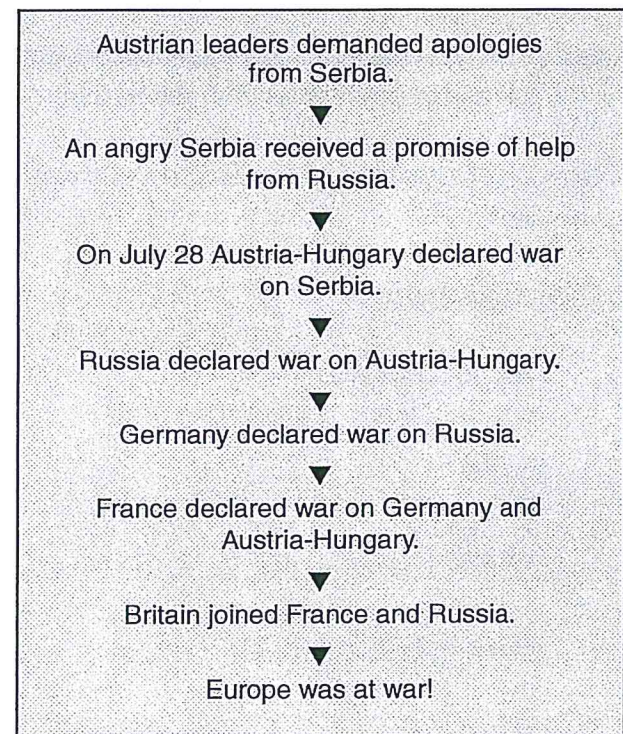 Austrian leaders demanded apologies
from Serbia.
An angry Serbia received a promise of help
from Russia.
On July 28 Austria-Hungary declared war
on Serbia.
Russia declared war on Austria-Hungary.
Germany declared war on Russia.
France declared war on Germany and
Austria-Hungary.
Britain joined France and Russia.
Europe was at war!